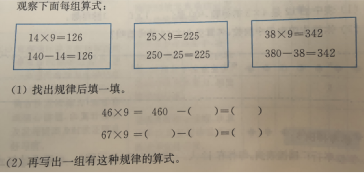 观察下面每组算式：
14×9=126 25×9=225 38×9=342
140-14=126 250-25=225 380-38=342
(1) 找出规律后填一填。
46×9 = 460 -( )=( )
67×9 =( )-( )=( )
(2) 再写出一组有这种规律的算式。